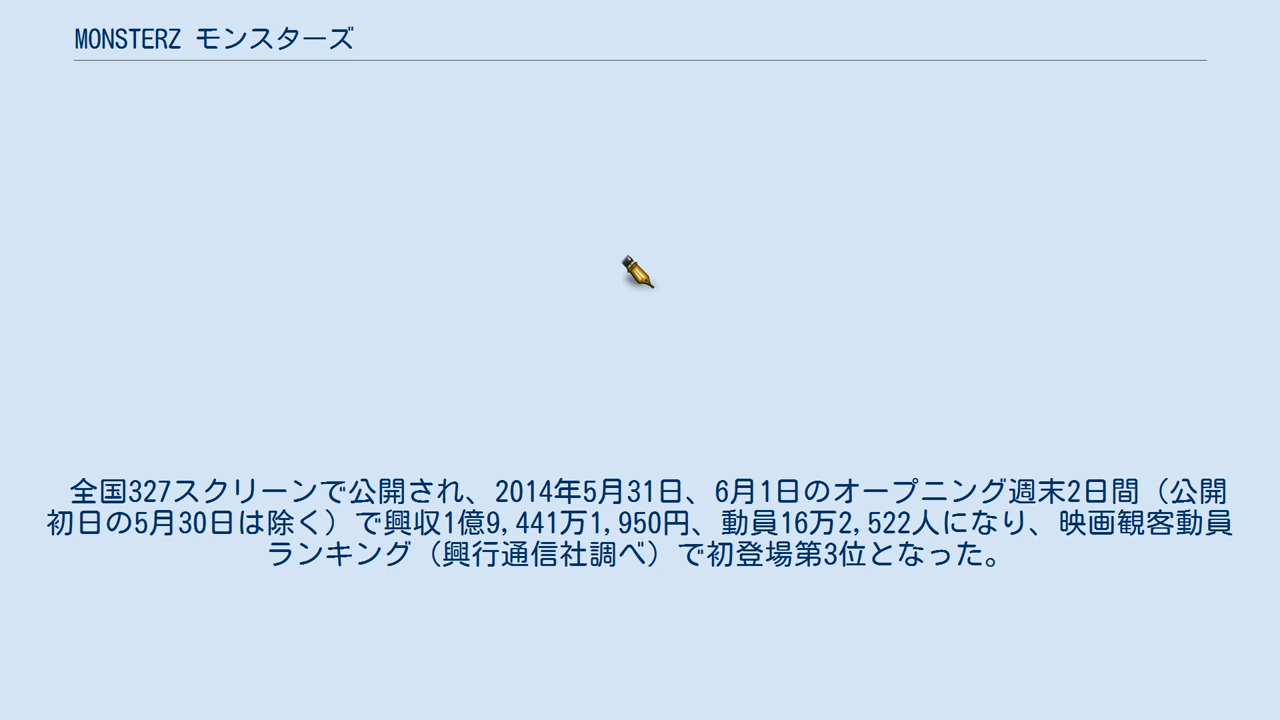 MONSTERZ モンスターズ
全国327スクリーンで公開され、2014年5月31日、6月1日のオープニング週末2日間（公開
初日の5月30日は除く）で興収1億9,441万1,950円、動員16万2,522人になり、映画観客動員
ランキング（興行通信社調べ）で初登場第3位となった。